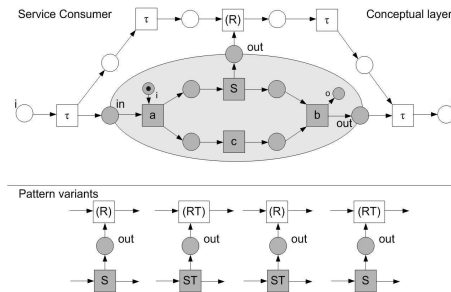 Service Consumer
Conceptual layer
τ
(R)
τ
out
i
in
i
S
o
τ
a
b
out
τ
c
Pattern variants
(R)
(RT)
(R)
(RT)
out
out
out
out
S
ST
ST
S